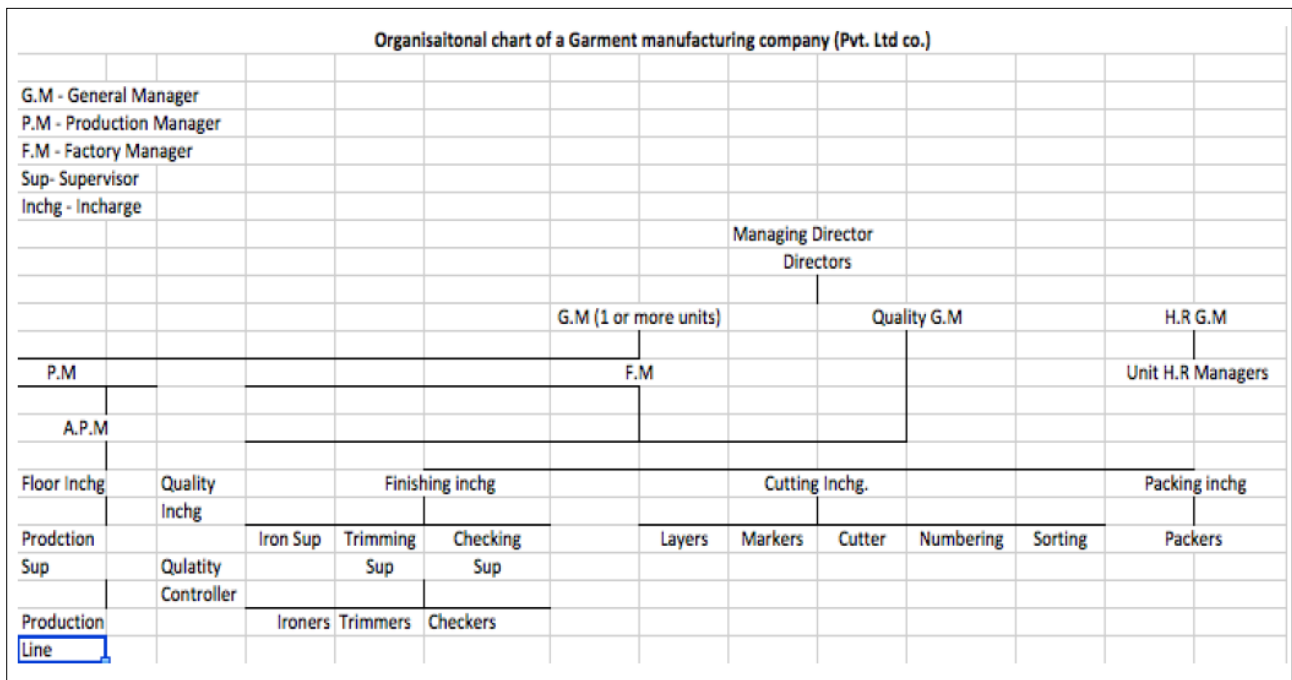 Organisaitonal chart of a Garment manufacturing company (Pvt. Ltd co.)
G.M - General Manager
P.M - Production Manager
F.M - Factory Manager
Sup- Supervisor
Inchg - Incharge
Managing Director
Directors
G.M (1 or more units) Quality G.M H.R G.M
P.M F.M Unit H.R Managers
A.P.M
Floor Inchg Quality Finishing inchg Cutting Inchg. Packing inchg
Inchg
Prodction Iron Sup Trimming Checking Layers Markers Cutter Numbering Sorting Packers
Sup Qulatity Sup Sup
Controller
Production Ironers Trimmers Checkers
Line